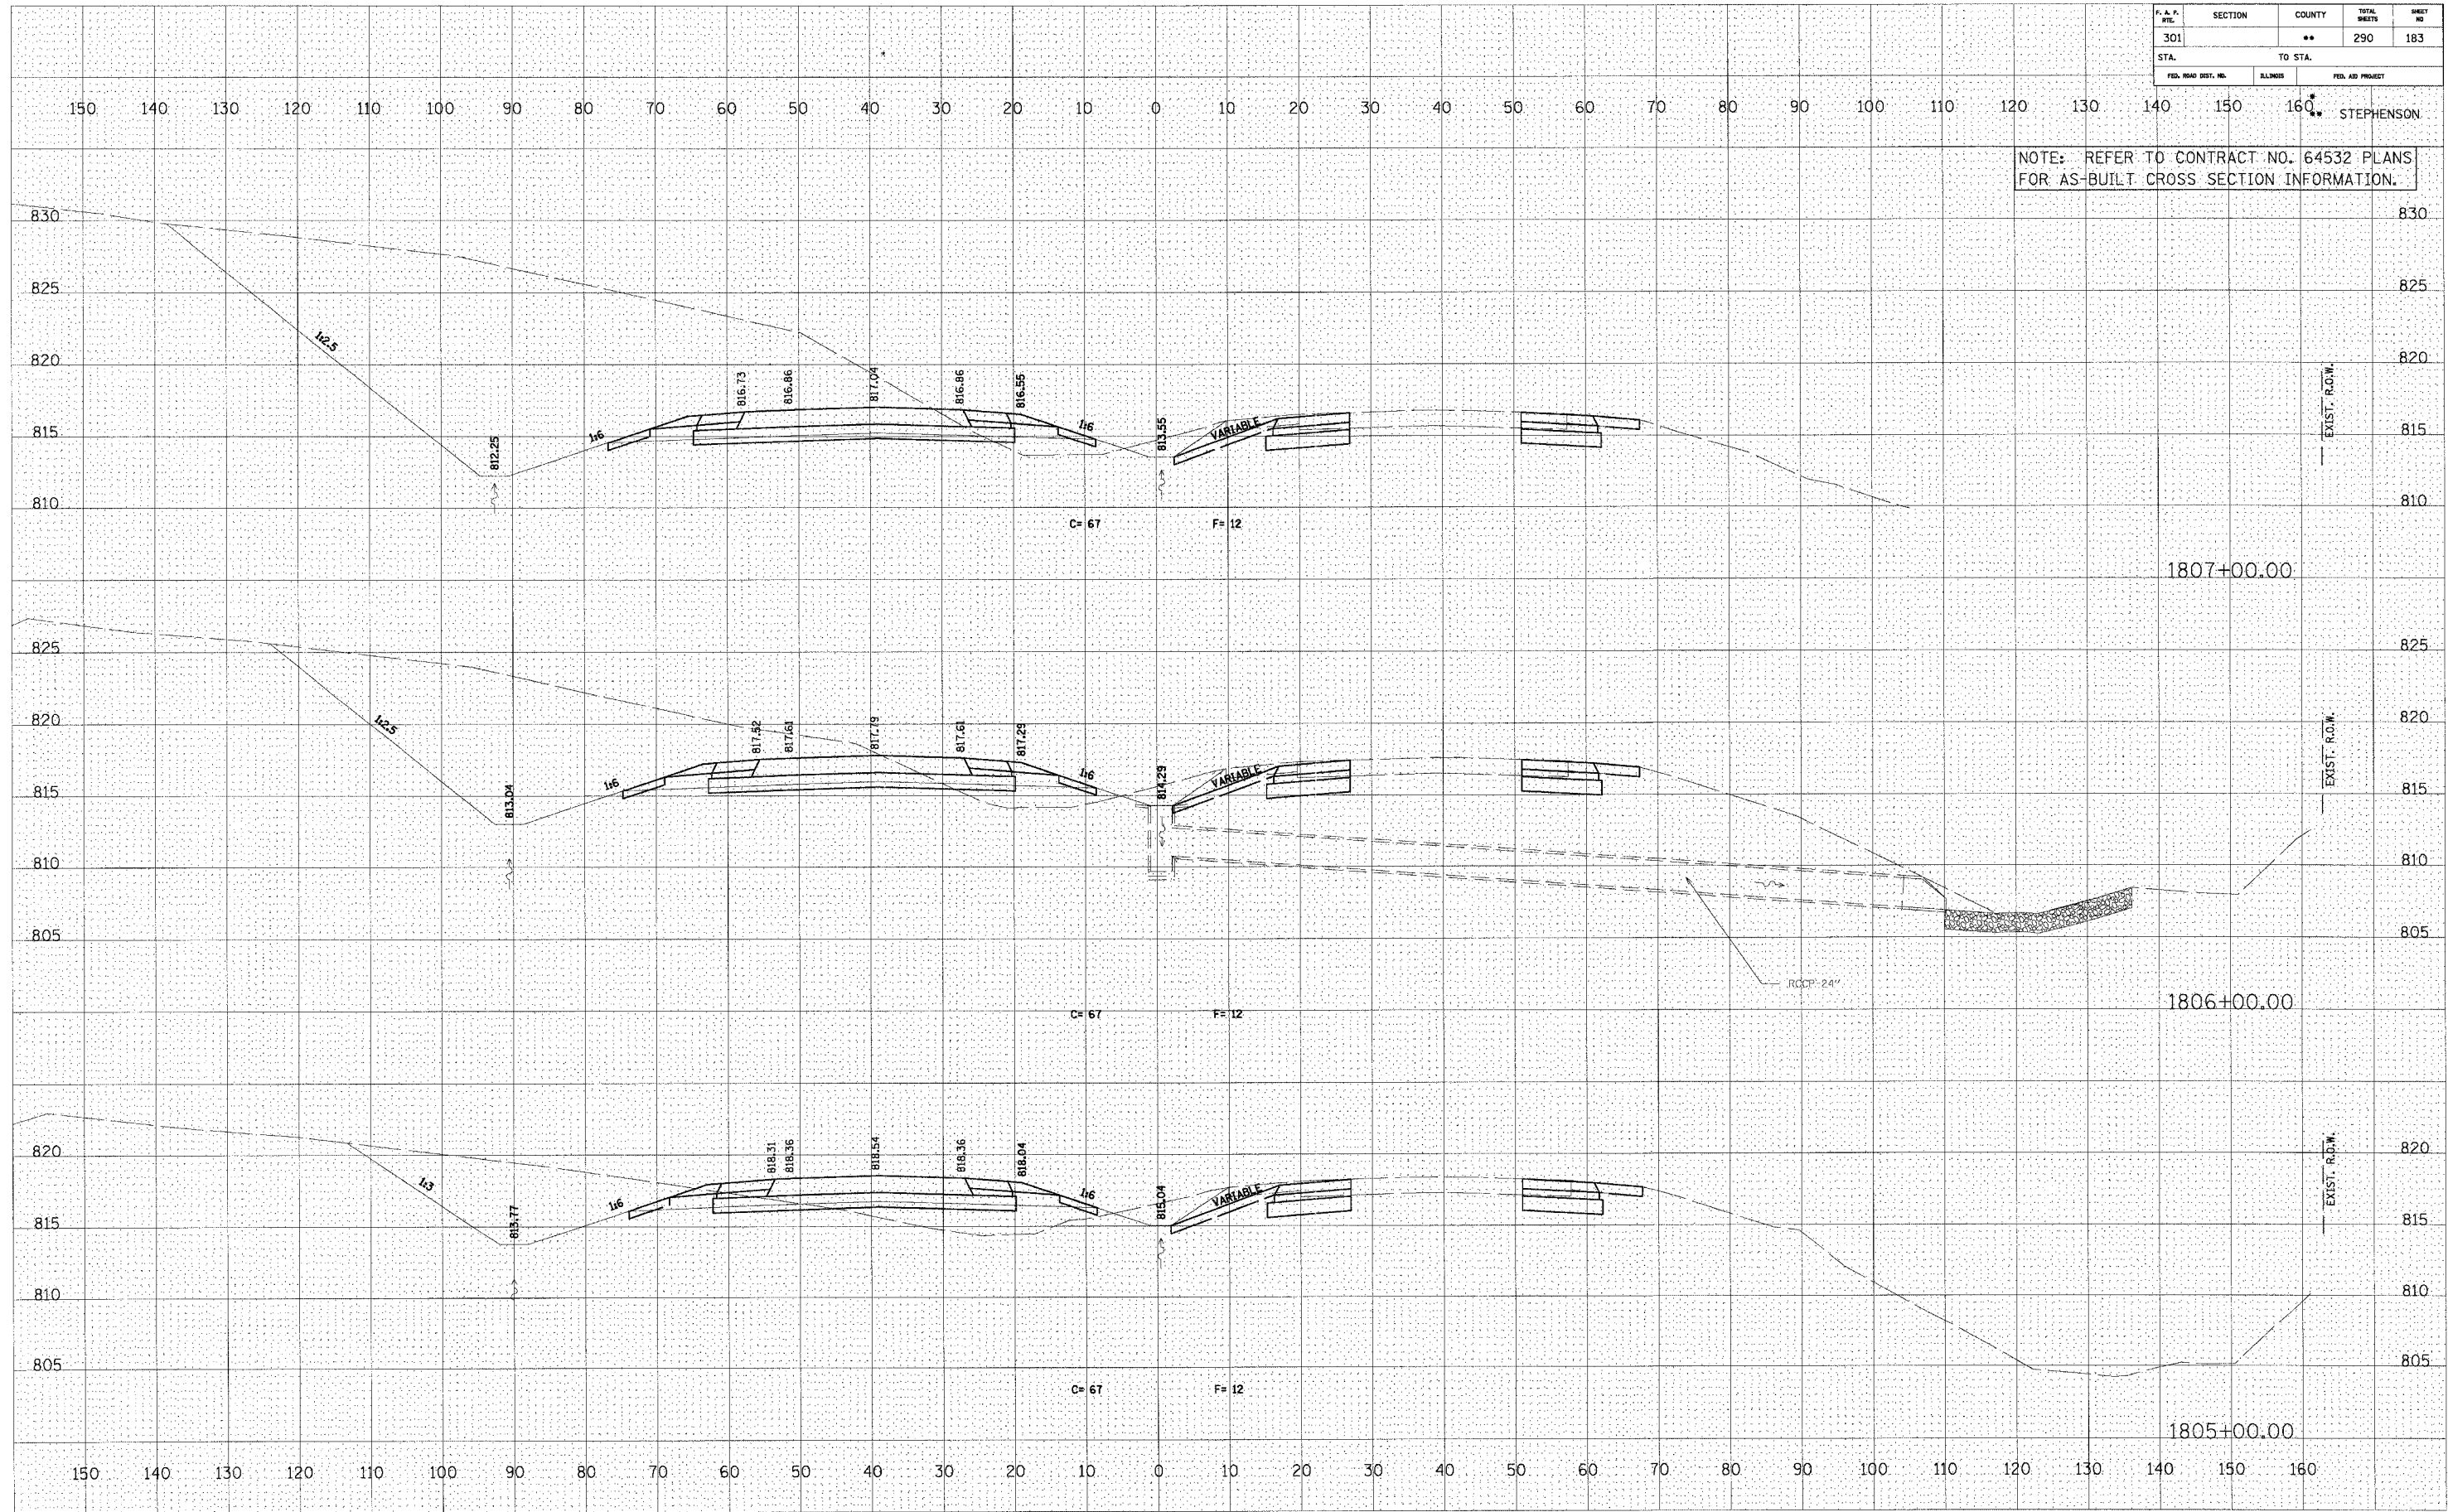 F. A. P. RTE. SECTION COUNTY TOTAL SHEETS SHEET NO
301 ** 290 183
STA. TO STA.
FED. ROAD DIST. NO. ILLINOIS FED. AID PROJECT
*
** STEPHENSON
150 140 130 120 110 100 90 80 70 60 50 40 30 20 10 0 10 20 30 40 50 60 70 80 90 100 110 120 130 140 150 160
NOTE: REFER TO CONTRACT NO. 64532 PLANS
FOR AS-BUILT CROSS SECTION INFORMATION.
830 830
825 825
820 820
815 815
810 810
1:2.5
812.25
1:6
816.73
816.86
817.04
816.86
816.55
1:6
813.55
VARIABLE
EXIST. R.O.W.
C= 67 F= 12
1807+00.00
825 825
820 820
815 815
810 810
805 805
1:2.5
813.04
1:6
817.52
817.61
817.79
817.61
817.29
1:6
814.29
VARIABLE
EXIST. R.O.W.
RCCP 24"
C= 67 F= 12
1806+00.00
820 820
815 815
810 810
805 805
1:3
813.77
1:6
818.31
818.36
818.54
818.36
818.04
1:6
815.04
VARIABLE
EXIST. R.O.W.
C= 67 F= 12
1805+00.00
150 140 130 120 110 100 90 80 70 60 50 40 30 20 10 0 10 20 30 40 50 60 70 80 90 100 110 120 130 140 150 160